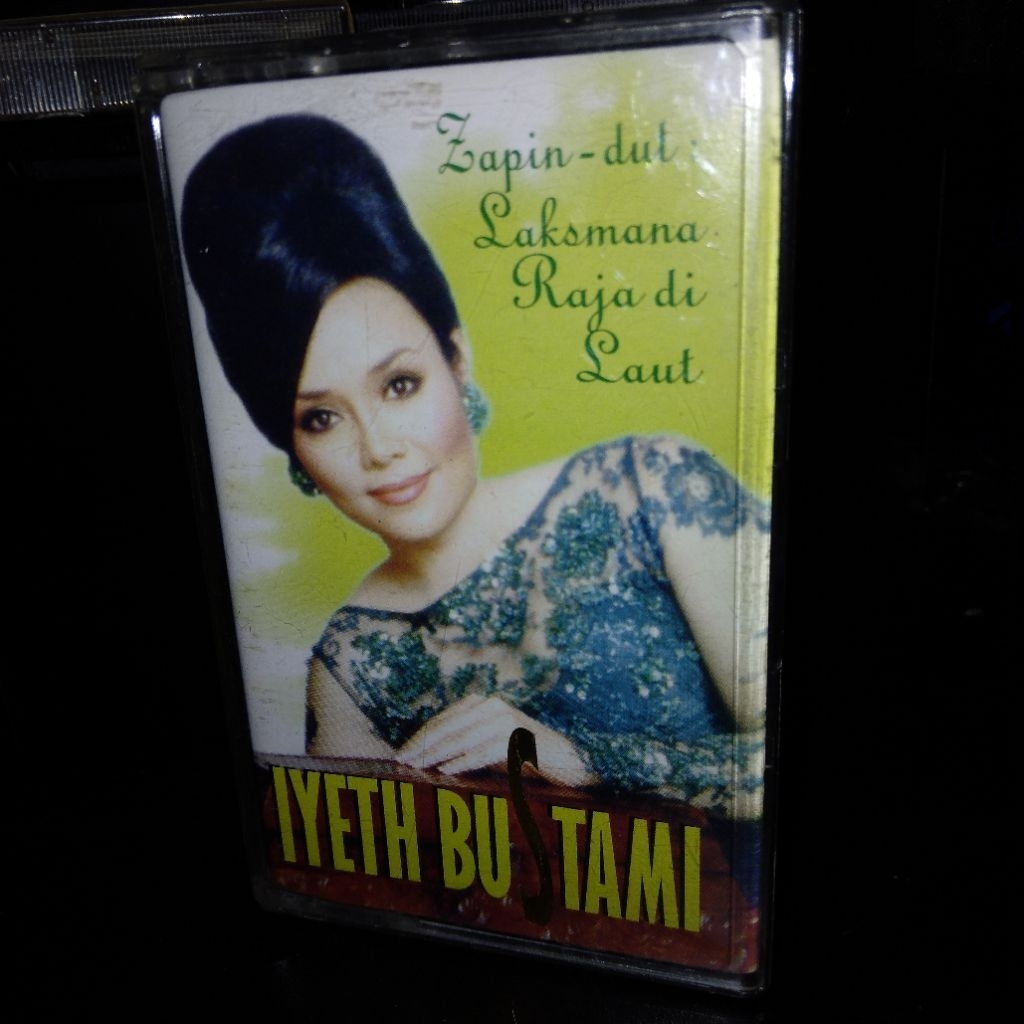 Zapin-dut :
Laksmana
Raja di
Laut
IYETH BUSTAMI